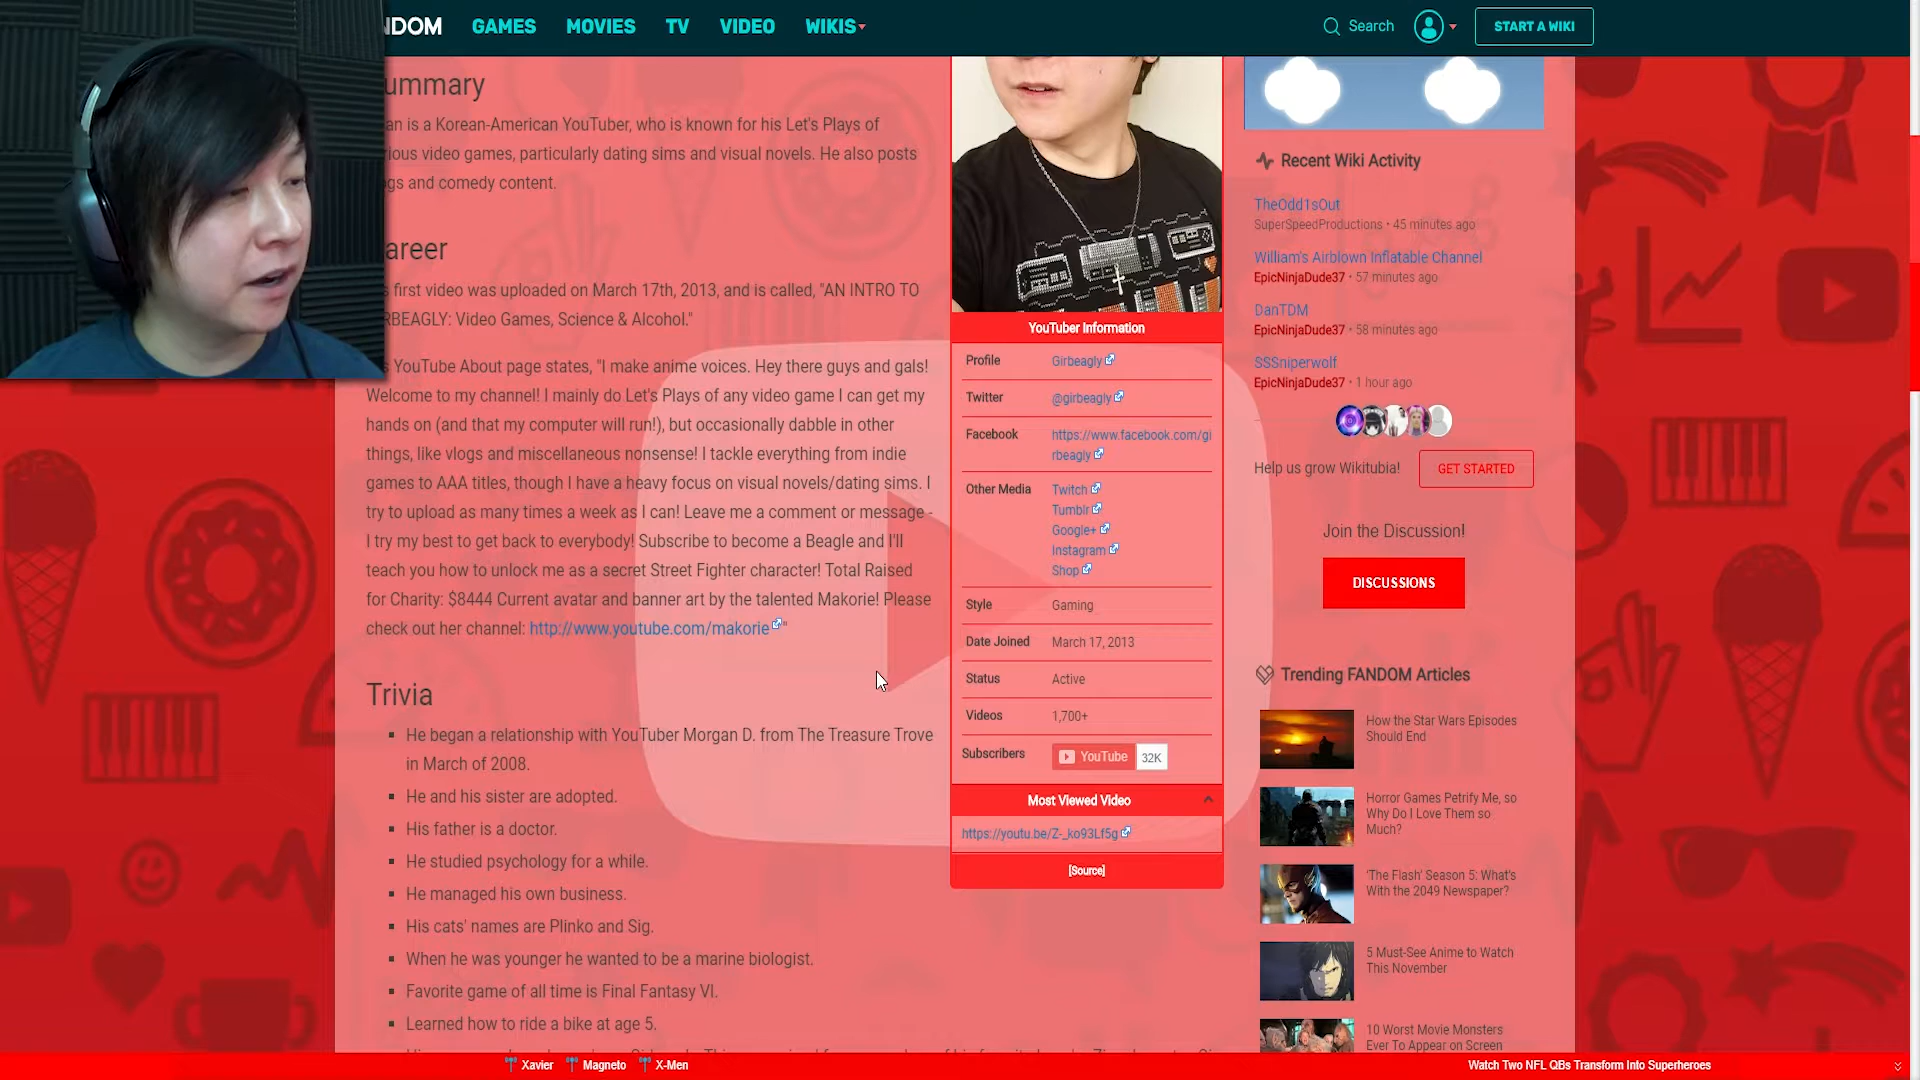 NDOM GAMES MOVIES TV VIDEO WIKIS Search START A WIKI
ummary
an is a Korean-American YouTuber, who is known for his Let's Plays of
rious video games, particularly dating sims and visual novels. He also posts
gs and comedy content.
areer
s first video was uploaded on March 17th, 2013, and is called, "AN INTRO TO
RBEAGLY: Video Games, Science & Alcohol."
s YouTube About page states, "I make anime voices. Hey there guys and gals!
Welcome to my channel! I mainly do Let's Plays of any video game I can get my
hands on (and that my computer will run!), but occasionally dabble in other
things, like vlogs and miscellaneous nonsense! I tackle everything from indie
games to AAA titles, though I have a heavy focus on visual novels/dating sims. I
try to upload as many times a week as I can! Leave me a comment or message -
I try my best to get back to everybody! Subscribe to become a Beagle and I'll
teach you how to unlock me as a secret Street Fighter character! Total Raised
for Charity: $8444 Current avatar and banner art by the talented Makorie! Please
check out her channel: http://www.youtube.com/makorie"
Trivia
He began a relationship with YouTuber Morgan D. from The Treasure Trove
in March of 2008.
He and his sister are adopted.
His father is a doctor.
He studied psychology for a while.
He managed his own business.
His cats' names are Plinko and Sig.
When he was younger he wanted to be a marine biologist.
Favorite game of all time is Final Fantasy VI.
Learned how to ride a bike at age 5.
YouTuber Information
Profile Girbeagly
Twitter @girbeagly
Facebook https://www.facebook.com/gi
rbeagly
Other Media Twitch
Tumblr
Google+
Instagram
Shop
Style Gaming
Date Joined March 17, 2013
Status Active
Videos 1,700+
Subscribers YouTube 32K
Most Viewed Video
https://youtu.be/Z-_ko93Lf5g
[Source]
Recent Wiki Activity
TheOdd1sOut
SuperSpeedProductions • 45 minutes ago
William's Airblown Inflatable Channel
EpicNinjaDude37 • 57 minutes ago
DanTDM
EpicNinjaDude37 • 58 minutes ago
SSSniperwolf
EpicNinjaDude37 • 1 hour ago
Help us grow Wikitubia! GET STARTED
Join the Discussion!
DISCUSSIONS
Trending FANDOM Articles
How the Star Wars Episodes
Should End
Horror Games Petrify Me, so
Why Do I Love Them so
Much?
'The Flash' Season 5: What's
With the 2049 Newspaper?
5 Must-See Anime to Watch
This November
10 Worst Movie Monsters
Ever To Appear on Screen
Xavier Magneto X-Men
Watch Two NFL QBs Transform Into Superheroes